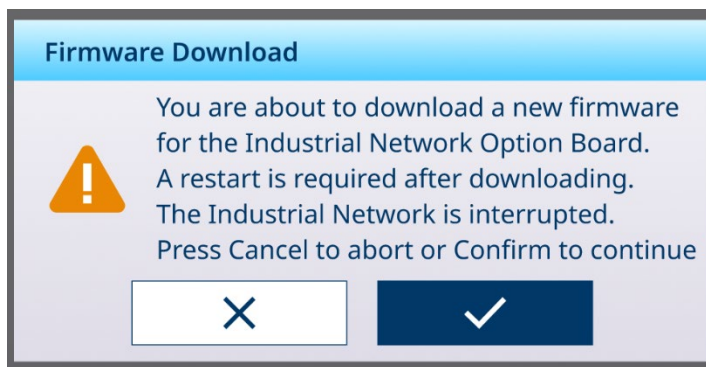 Firmware Download
You are about to download a new firmware
for the Industrial Network Option Board.
A restart is required after downloading.
The Industrial Network is interrupted.
Press Cancel to abort or Confirm to continue